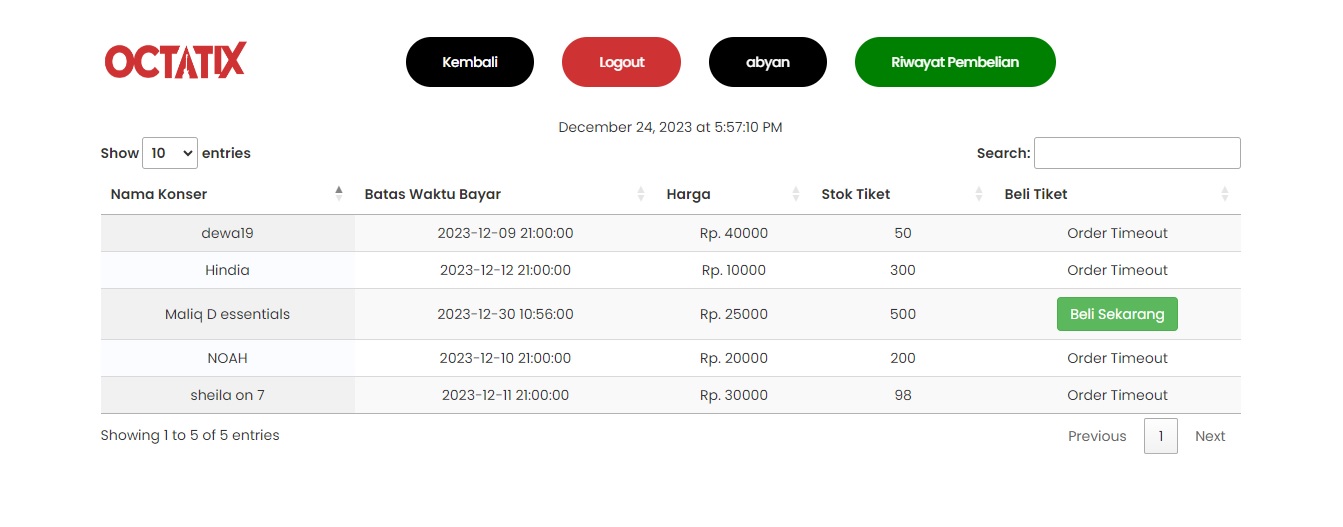 OCTATIX Kembali Logout abyan Riwayat Pembelian
December 24, 2023 at 5:57:10 PM
Show 10 entries Search:
Nama Konser Batas Waktu Bayar Harga Stok Tiket Beli Tiket
dewa19 2023-12-09 21:00:00 Rp. 40000 50 Order Timeout
Hindia 2023-12-12 21:00:00 Rp. 10000 300 Order Timeout
Maliq D essentials 2023-12-30 10:56:00 Rp. 25000 500 Beli Sekarang
NOAH 2023-12-10 21:00:00 Rp. 20000 200 Order Timeout
sheila on 7 2023-12-11 21:00:00 Rp. 30000 98 Order Timeout
Showing 1 to 5 of 5 entries Previous 1 Next